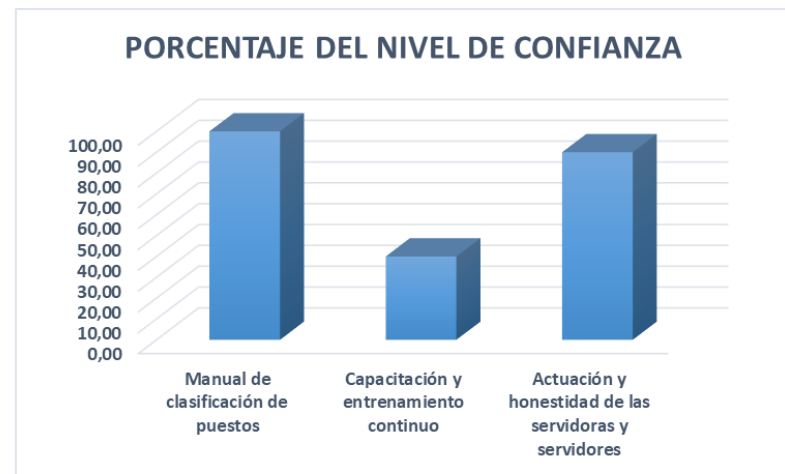 PORCENTAJE DEL NIVEL DE CONFIANZA
100,00
90,00
80,00
70,00
60,00
50,00
40,00
30,00
20,00
10,00
0,00
Manual de
clasificación de
puestos
Capacitación y
entrenamiento
continuo
Actuación y
honestidad de las
servidoras y
servidores